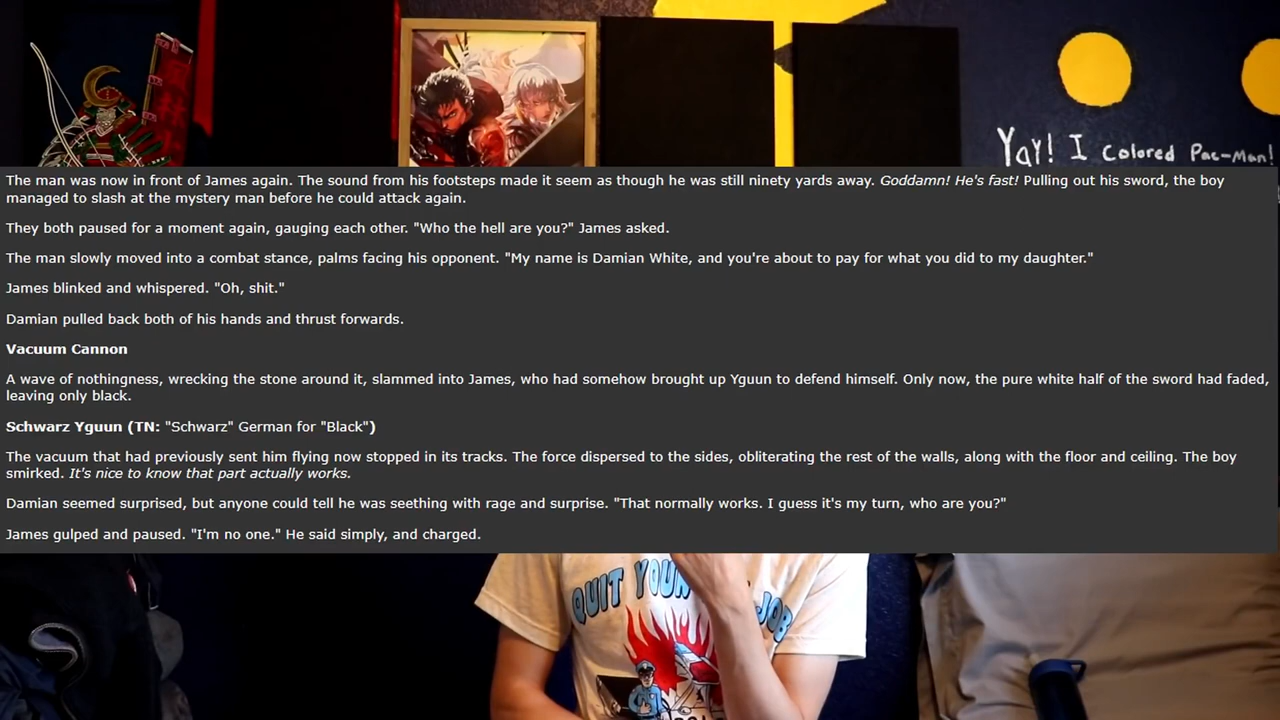 Yay! I Colored Pac-Man!
The man was now in front of James again. The sound from his footsteps made it seem as though he was still ninety yards away. Goddamn! He's fast! Pulling out his sword, the boy
managed to slash at the mystery man before he could attack again.
They both paused for a moment again, gauging each other. "Who the hell are you?" James asked.
The man slowly moved into a combat stance, palms facing his opponent. "My name is Damian White, and you're about to pay for what you did to my daughter."
James blinked and whispered. "Oh, shit."
Damian pulled back both of his hands and thrust forwards.
Vacuum Cannon
A wave of nothingness, wrecking the stone around it, slammed into James, who had somehow brought up Yguun to defend himself. Only now, the pure white half of the sword had faded,
leaving only black.
Schwarz Yguun (TN: "Schwarz" German for "Black")
The vacuum that had previously sent him flying now stopped in its tracks. The force dispersed to the sides, obliterating the rest of the walls, along with the floor and ceiling. The boy
smirked. It's nice to know that part actually works.
Damian seemed surprised, but anyone could tell he was seething with rage and surprise. "That normally works. I guess it's my turn, who are you?"
James gulped and paused. "I'm no one." He said simply, and charged.
QUIT YOUR JOB